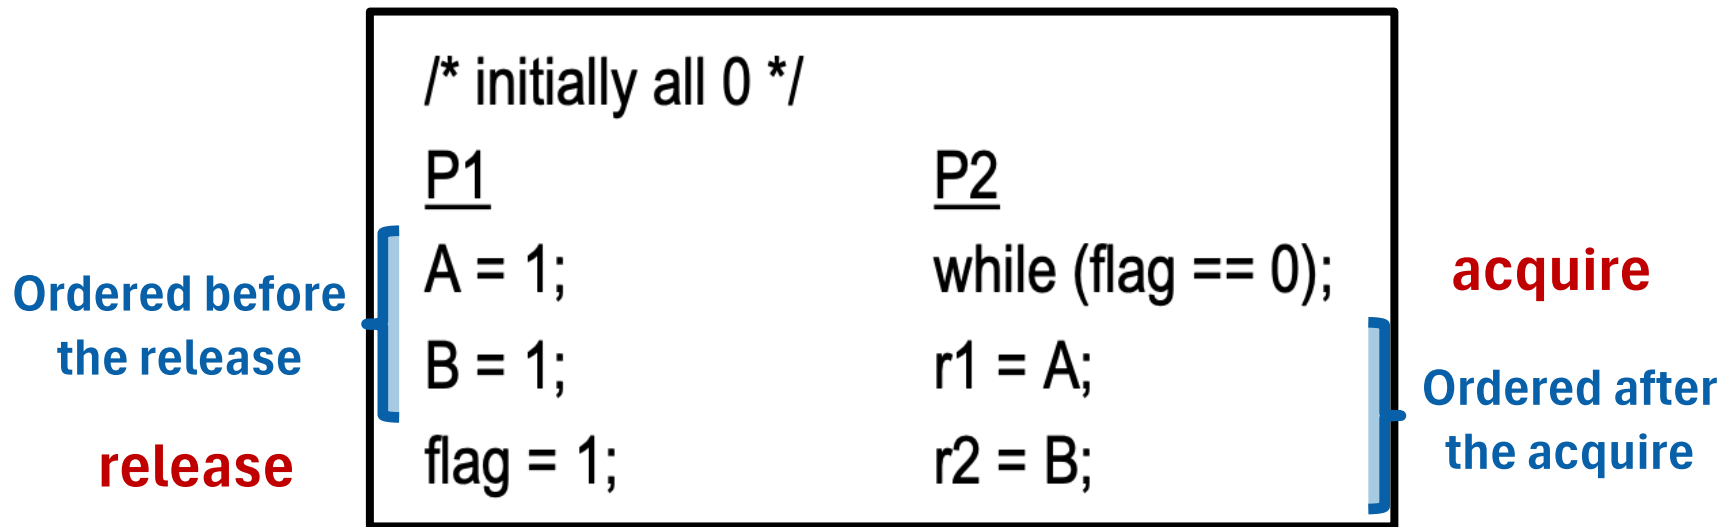 /* initially all 0 */
P1
P2
Ordered before
the release
A = 1;
B = 1;
release
flag = 1;
while (flag == 0);
acquire
r1 = A;
r2 = B;
Ordered after
the acquire